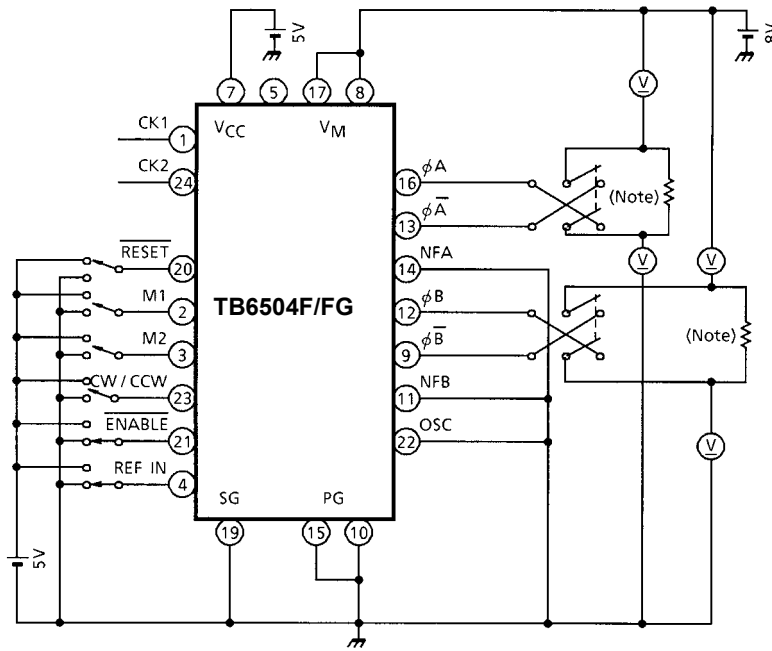 5V
8V
7
5
17
8
V
VCC
VM
CK1
1
CK2
24
ϕA
16
(Note)
ϕA̅
13
V
V
R̅E̅S̅E̅T̅
20
NFA
14
M1
2
TB6504F/FG
ϕB
12
M2
3
ϕB̅
9
(Note)
CW / CCW
23
NFB
11
E̅N̅A̅B̅L̅E̅
21
OSC
22
V
REF IN
4
SG
PG
19
15
10
5V